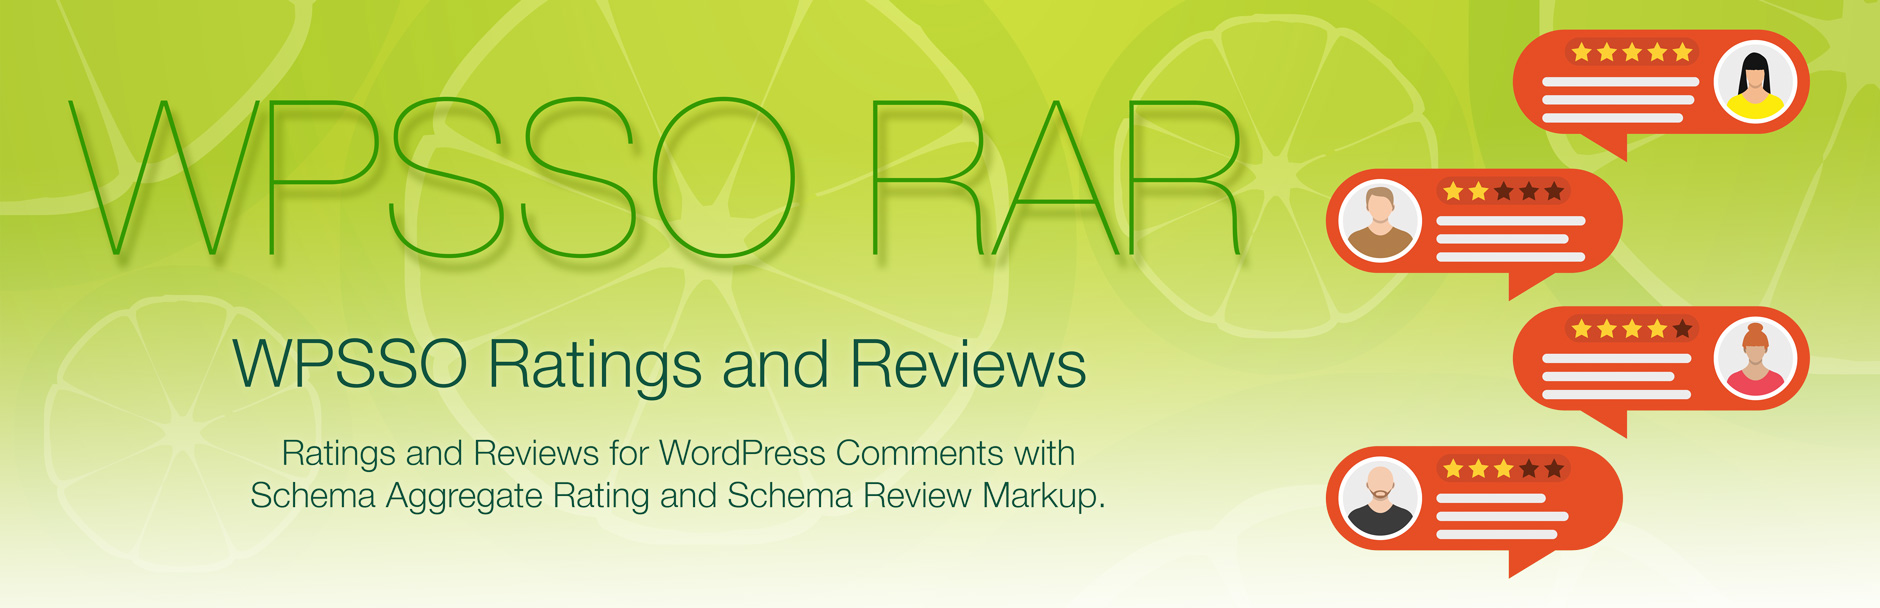 WPSSO RAR
WPSSO Ratings and Reviews
Ratings and Reviews for WordPress Comments with
Schema Aggregate Rating and Schema Review Markup.